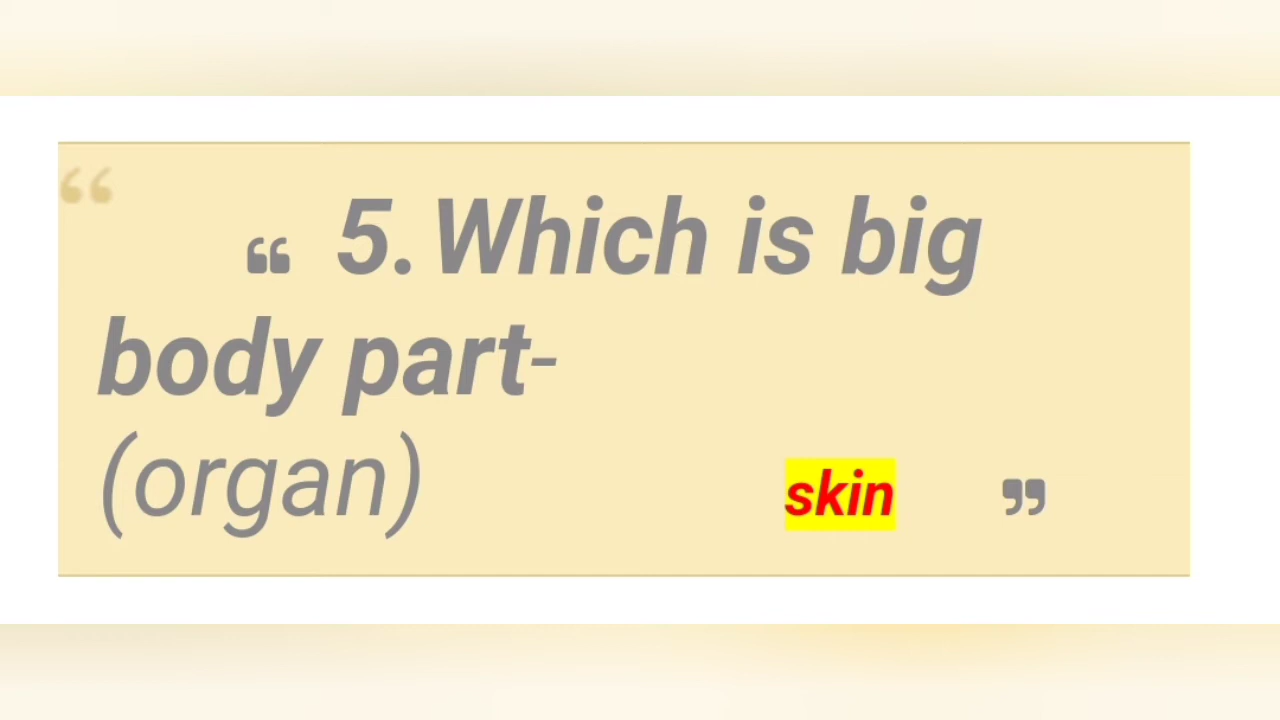 “ 5. Which is big
body part-
(organ) skin ”